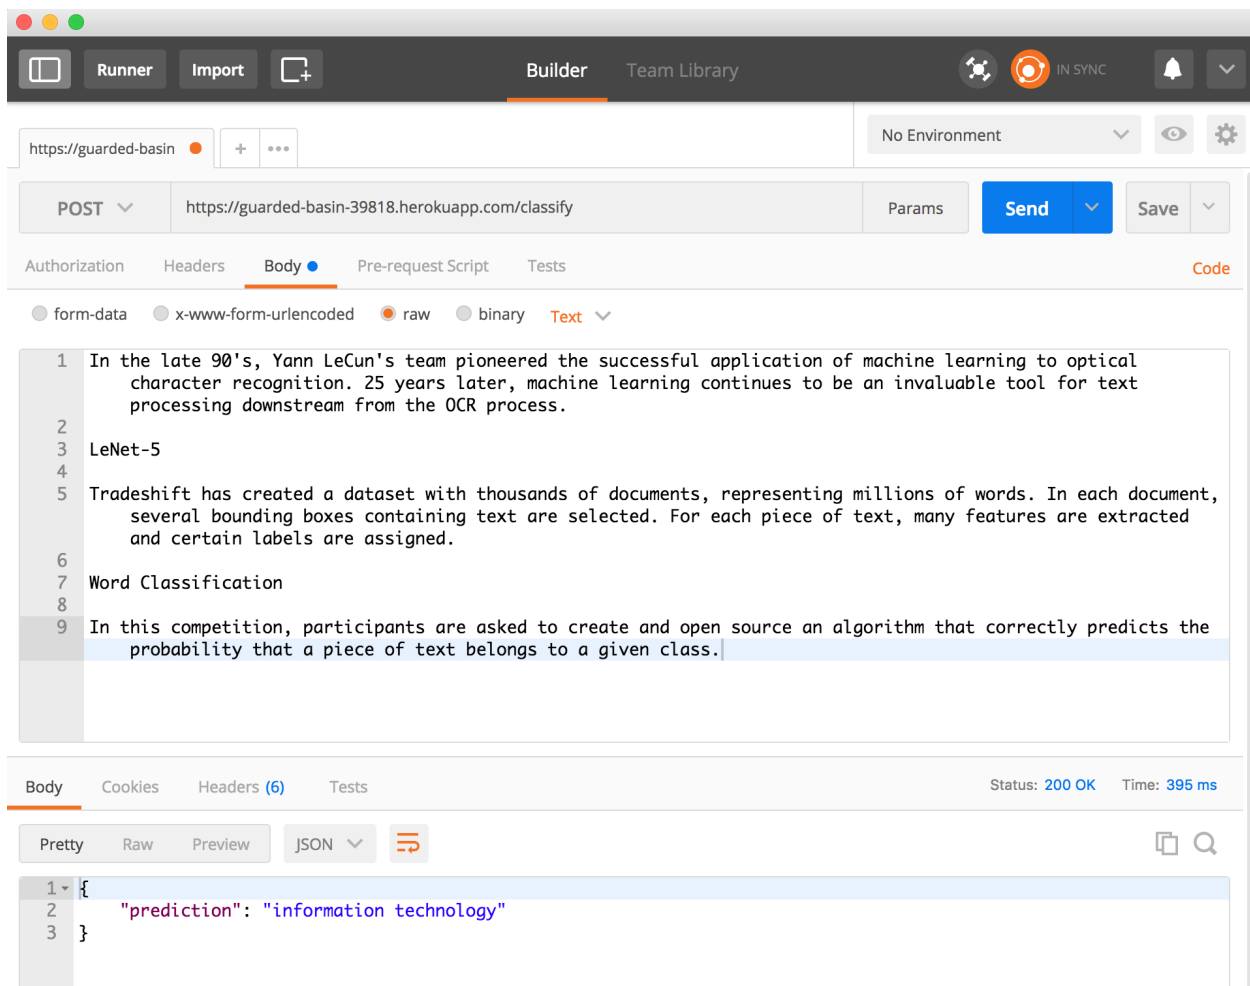 Runner Import Builder Team Library IN SYNC
https://guarded-basin + ••• No Environment
POST https://guarded-basin-39818.herokuapp.com/classify Params Send Save
Authorization Headers Body Pre-request Script Tests Code
form-data x-www-form-urlencoded raw binary Text
1 In the late 90's, Yann LeCun's team pioneered the successful application of machine learning to optical
character recognition. 25 years later, machine learning continues to be an invaluable tool for text
processing downstream from the OCR process.
2
3 LeNet-5
4
5 Tradeshift has created a dataset with thousands of documents, representing millions of words. In each document,
several bounding boxes containing text are selected. For each piece of text, many features are extracted
and certain labels are assigned.
6
7 Word Classification
8
9 In this competition, participants are asked to create and open source an algorithm that correctly predicts the
probability that a piece of text belongs to a given class.
Body Cookies Headers (6) Tests Status: 200 OK Time: 395 ms
Pretty Raw Preview JSON
1 {
2 "prediction": "information technology"
3 }